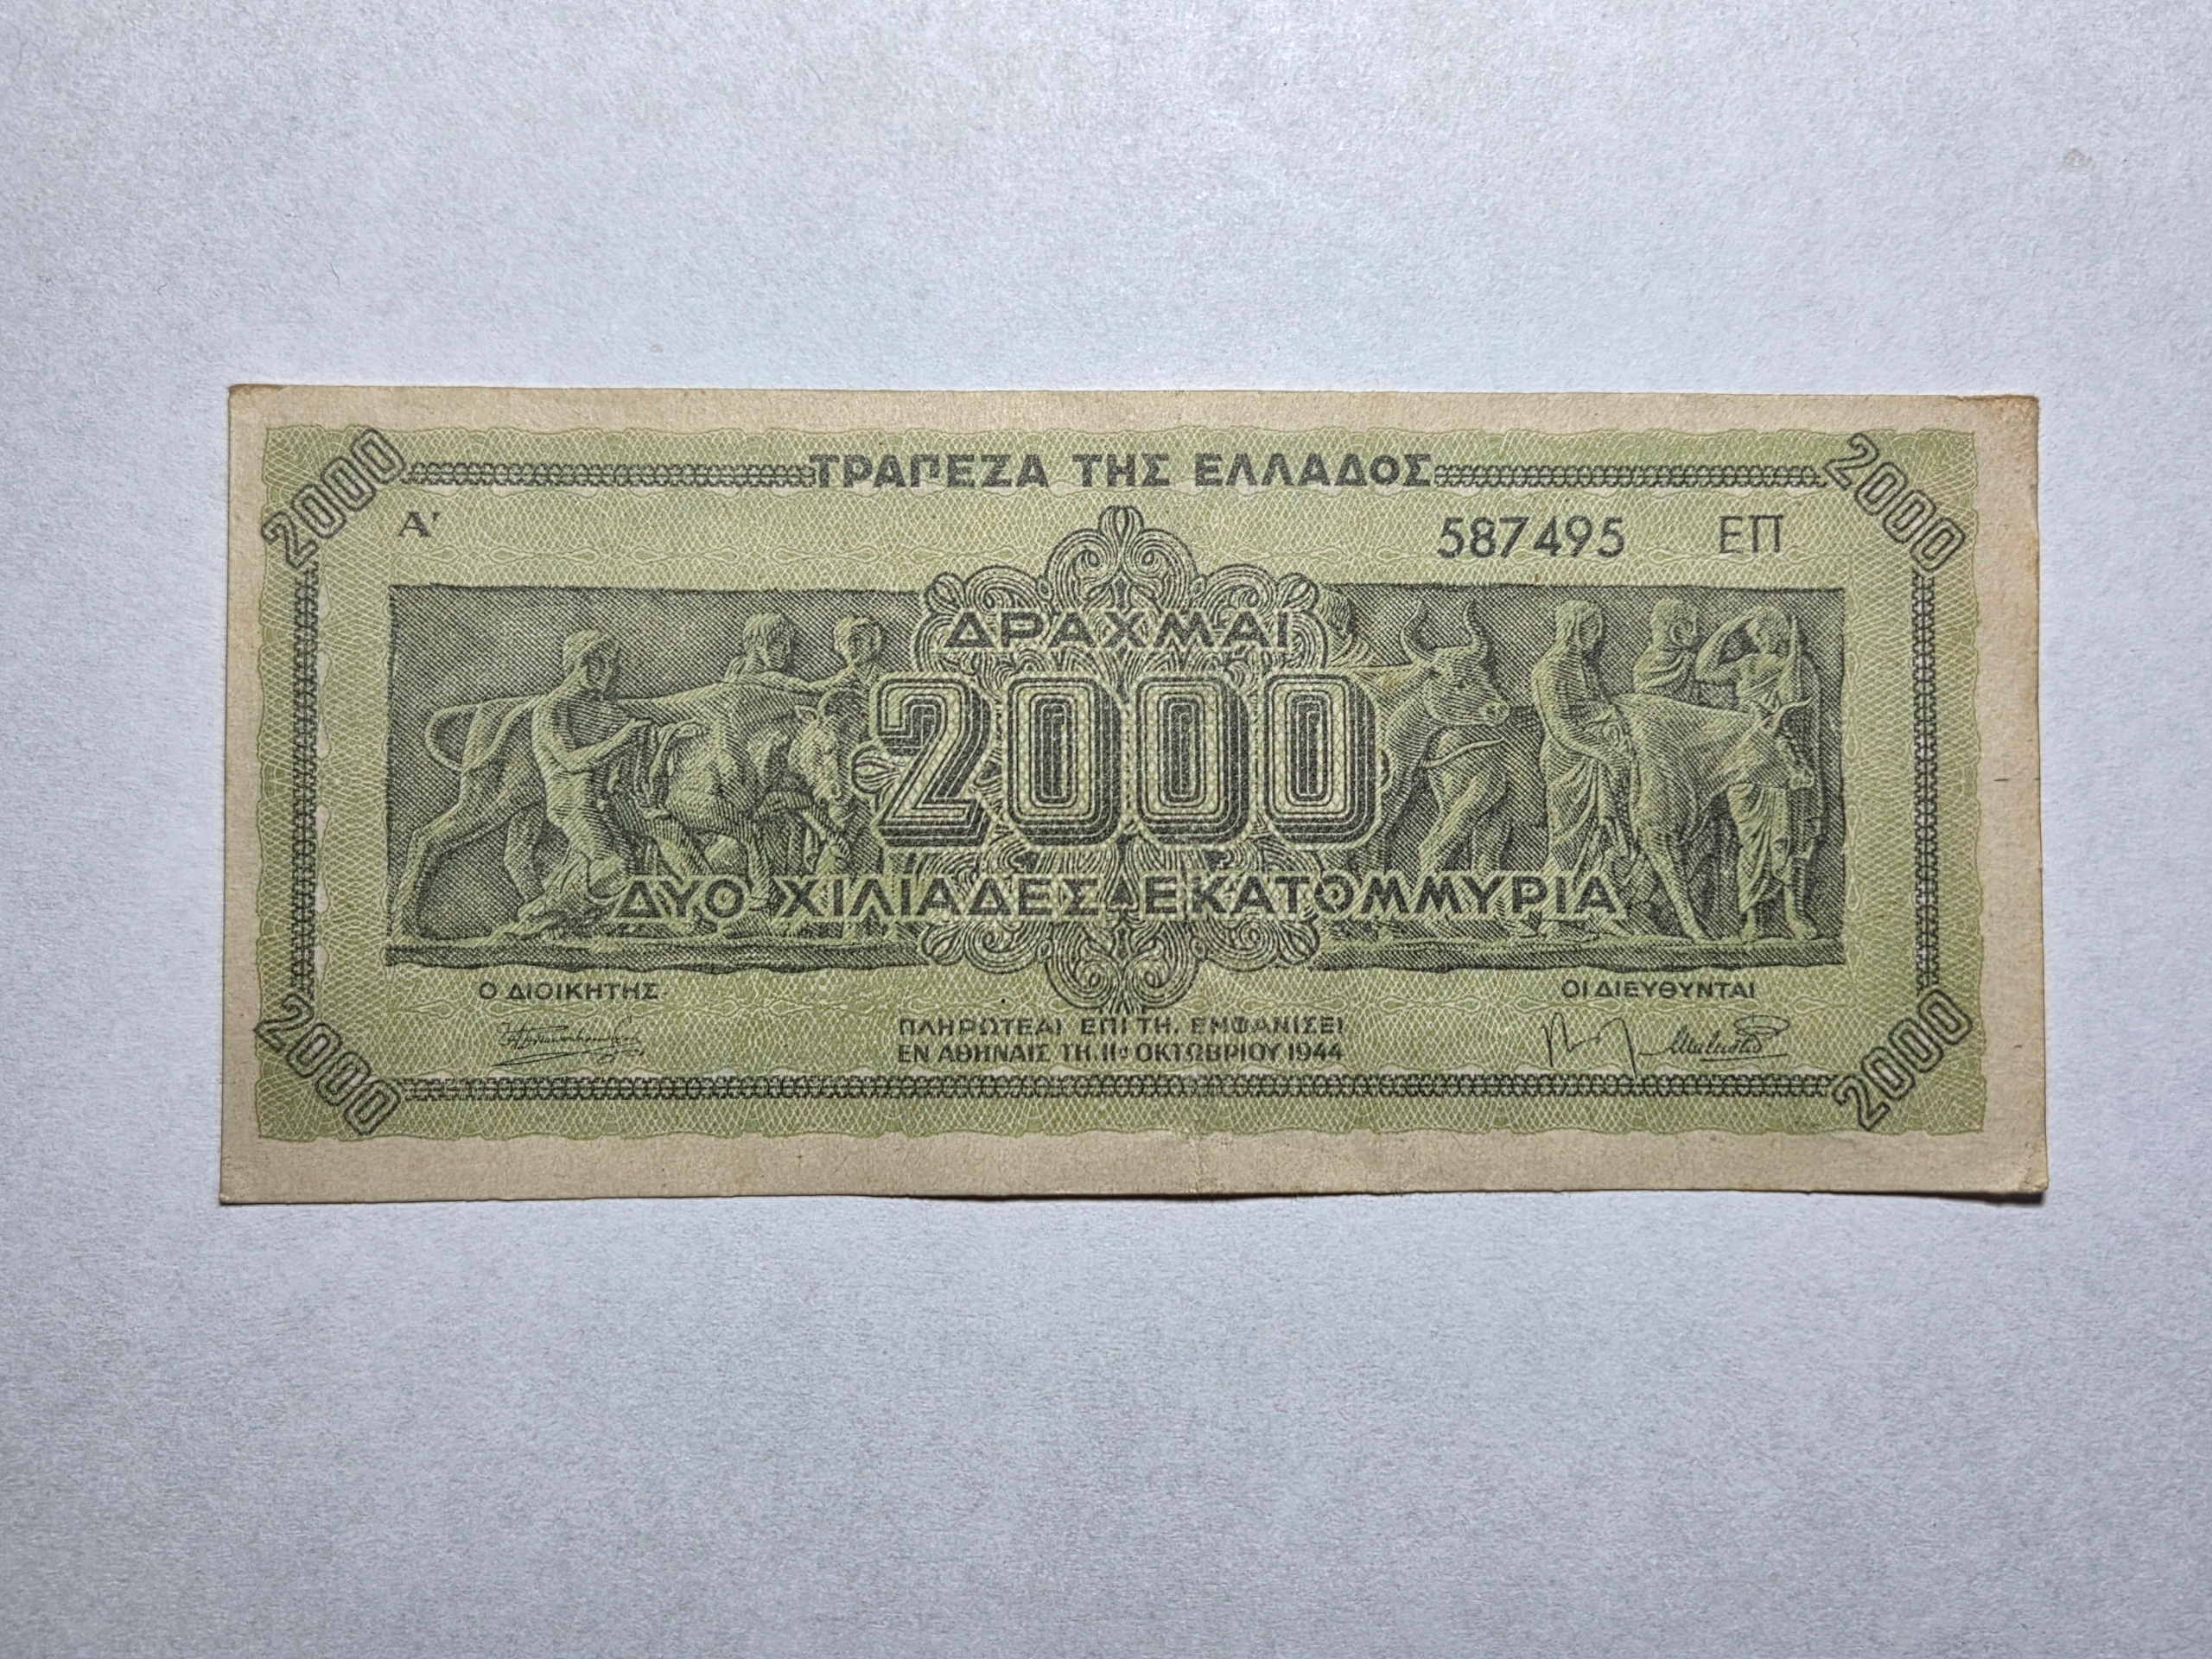 2000 ΤΡΑΠΕΖΑ ΤΗΣ ΕΛΛΑΔΟΣ 2000
Α' 587495 ΕΠ
ΔΡΑΧΜΑΙ
2000
ΔΥΟ ΧΙΛΙΑΔΕΣ ΕΚΑΤΟΜΜΥΡΙΑ
Ο ΔΙΟΙΚΗΤΗΣ ΟΙ ΔΙΕΥΘΥΝΤΑΙ
ΠΛΗΡΩΤΕΑΙ ΕΠΙ ΤΗ. ΕΜΦΑΝΙΣΕΙ
ΕΝ ΑΘΗΝΑΙΣ ΤΗ. 11ῃ ΟΚΤΩΒΡΙΟΥ 1944
2000 2000